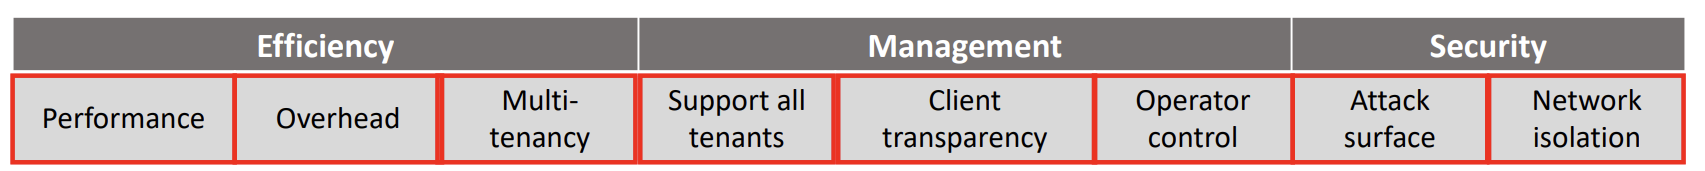 Efficiency Management Security
Performance Overhead Multi-
tenancy Support all
tenants Client
transparency Operator
control Attack
surface Network
isolation